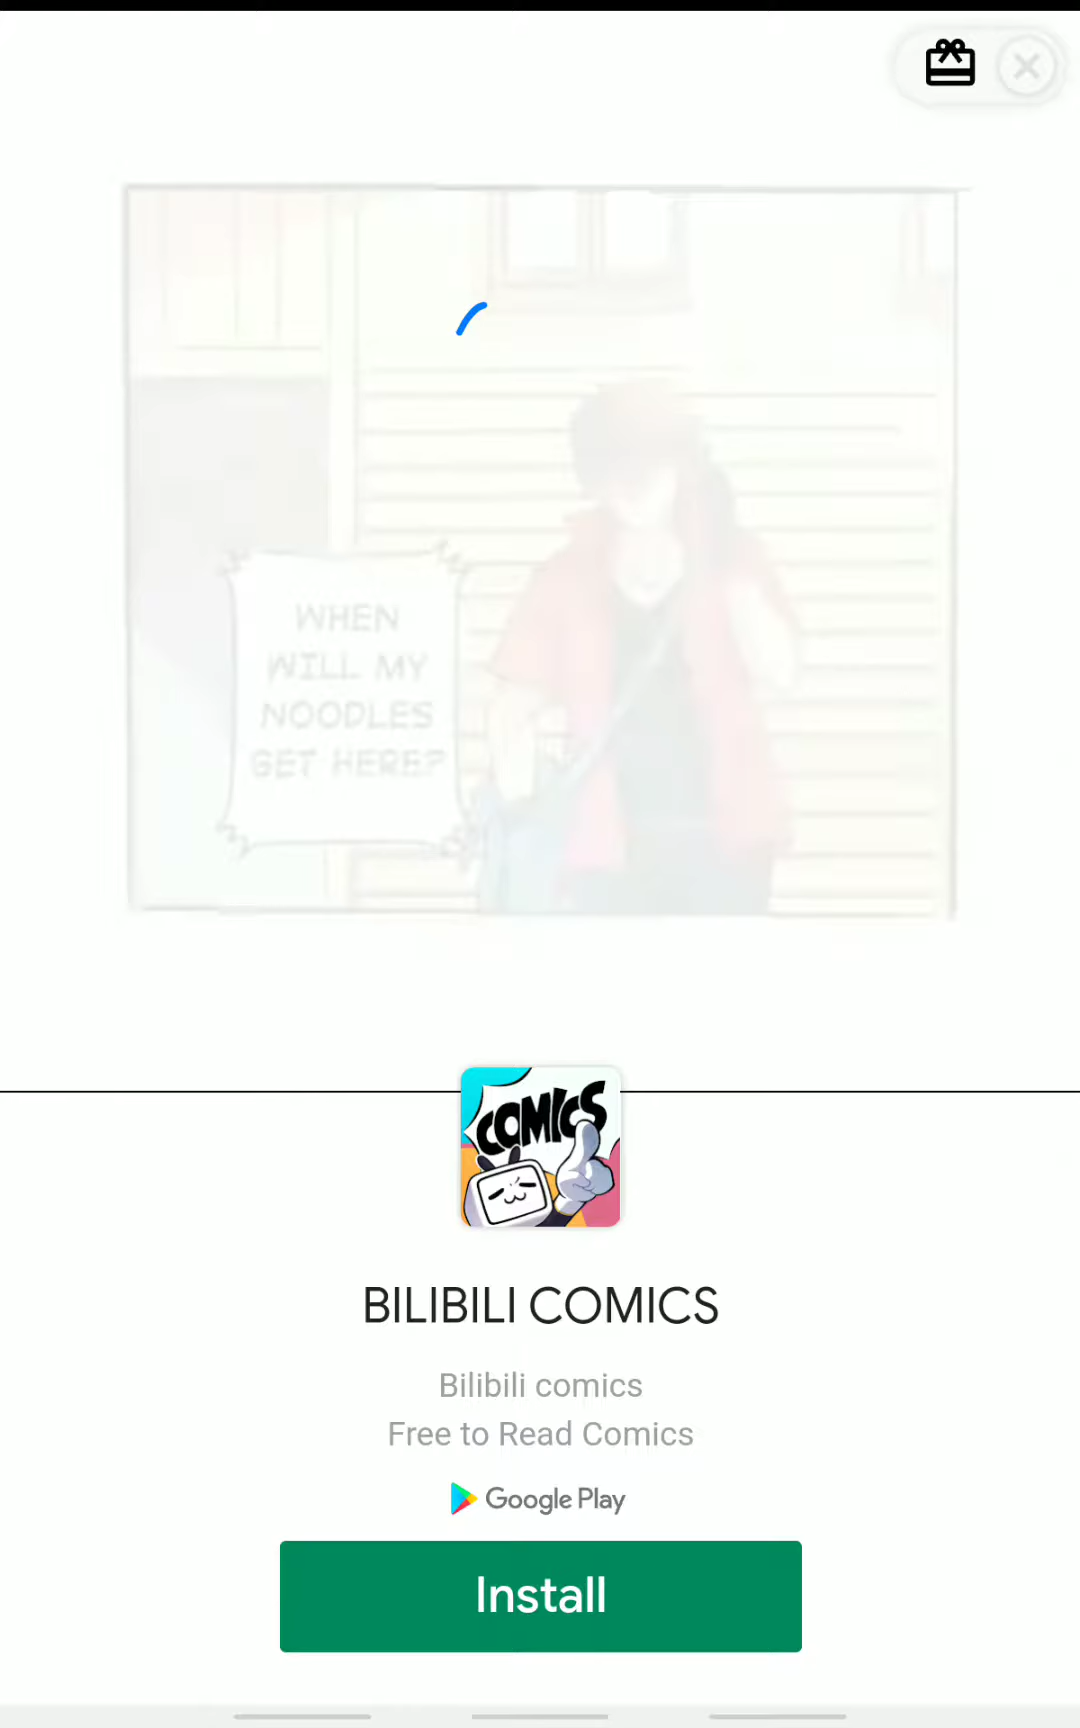 WHEN
WILL MY
NOODLES
GET HERE?
COMICS
BILIBILI COMICS
Bilibili comics
Free to Read Comics
Google Play
Install